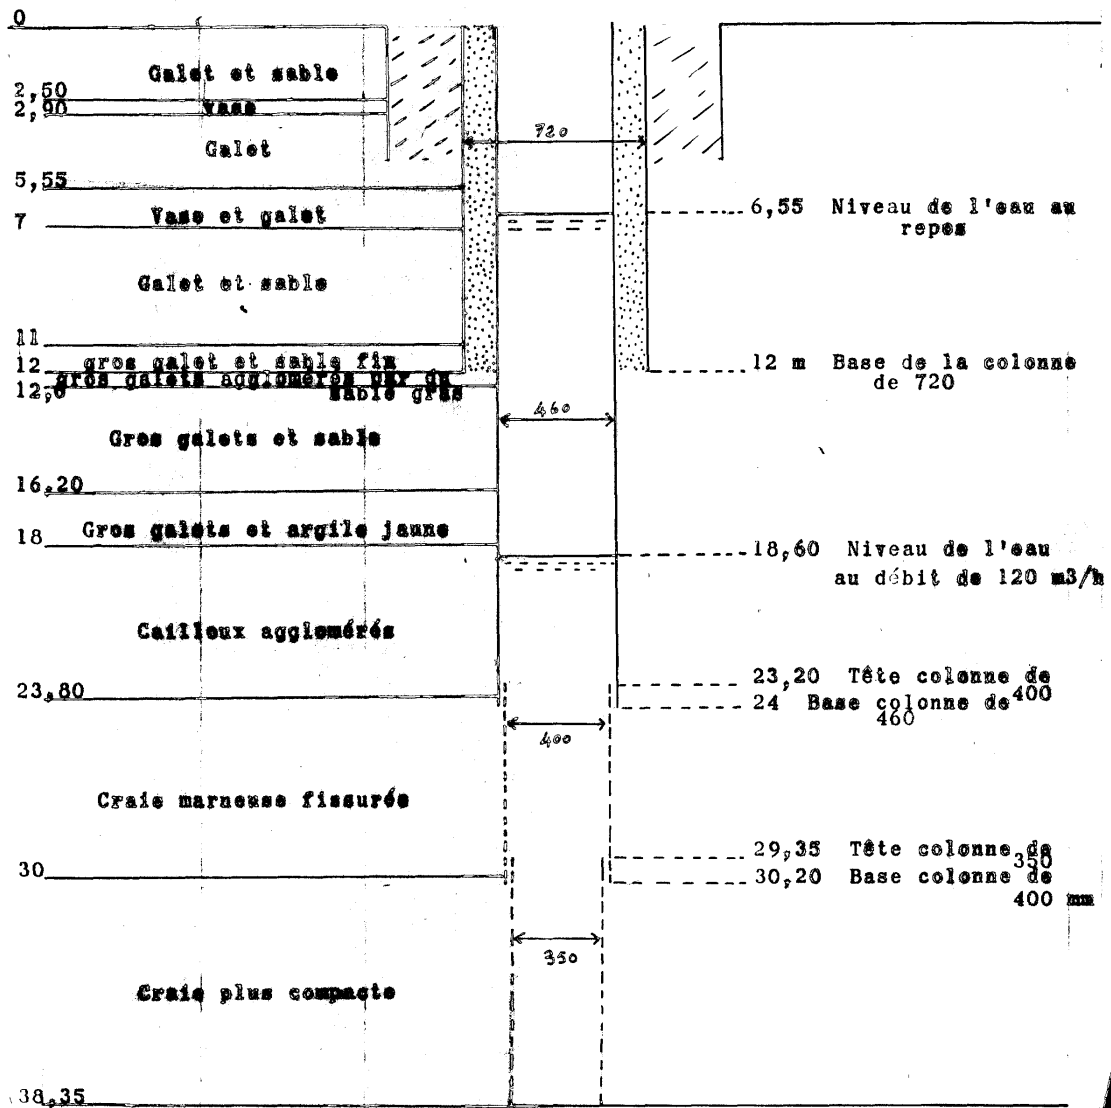 0
Galet et sable
2,50
2,90
Vase
Galet
720
5,55
Vase et galet
7
6,55 Niveau de l'eau au
repos
Galet et sable
11
gros galet et sable fin
12
gros galets agglomérés par du
sable gras
12,6
12 m Base de la colonne
de 720
460
Gros galets et sable
16.20
Gros galets et argile jaune
18
18,60 Niveau de l'eau
au débit de 120 m3/h
Cailloux agglomérés
23,80
23,20 Tête colonne de
400
24 Base colonne de
460
400
Craie marneuse fissurée
29,35 Tête colonne de
350
30
30,20 Base colonne de
400 mm
350
Craie plus compacte
38,35